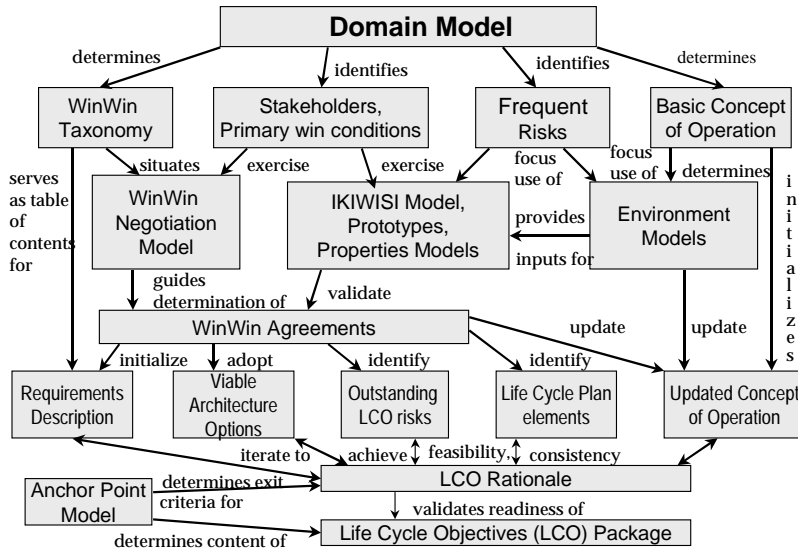 Domain Model
determines
identifies
identifies
determines
WinWin
Taxonomy
Stakeholders,
Primary win conditions
Frequent
Risks
Basic Concept
of Operation
serves
as table
of
contents
for
situates
exercise
exercise
focus
use of
focus
use of
determines
initializes
WinWin
Negotiation
Model
IKIWISI Model,
Prototypes,
Properties Models
provides
inputs for
Environment
Models
guides
determination of
validate
WinWin Agreements
update
update
initialize
adopt
identify
identify
Requirements
Description
Viable
Architecture
Options
Outstanding
LCO risks
Life Cycle Plan
elements
Updated Concept
of Operation
iterate to
achieve
feasibility,
consistency
Anchor Point
Model
determines exit
criteria for
LCO Rationale
validates readiness of
determines content of
Life Cycle Objectives (LCO) Package